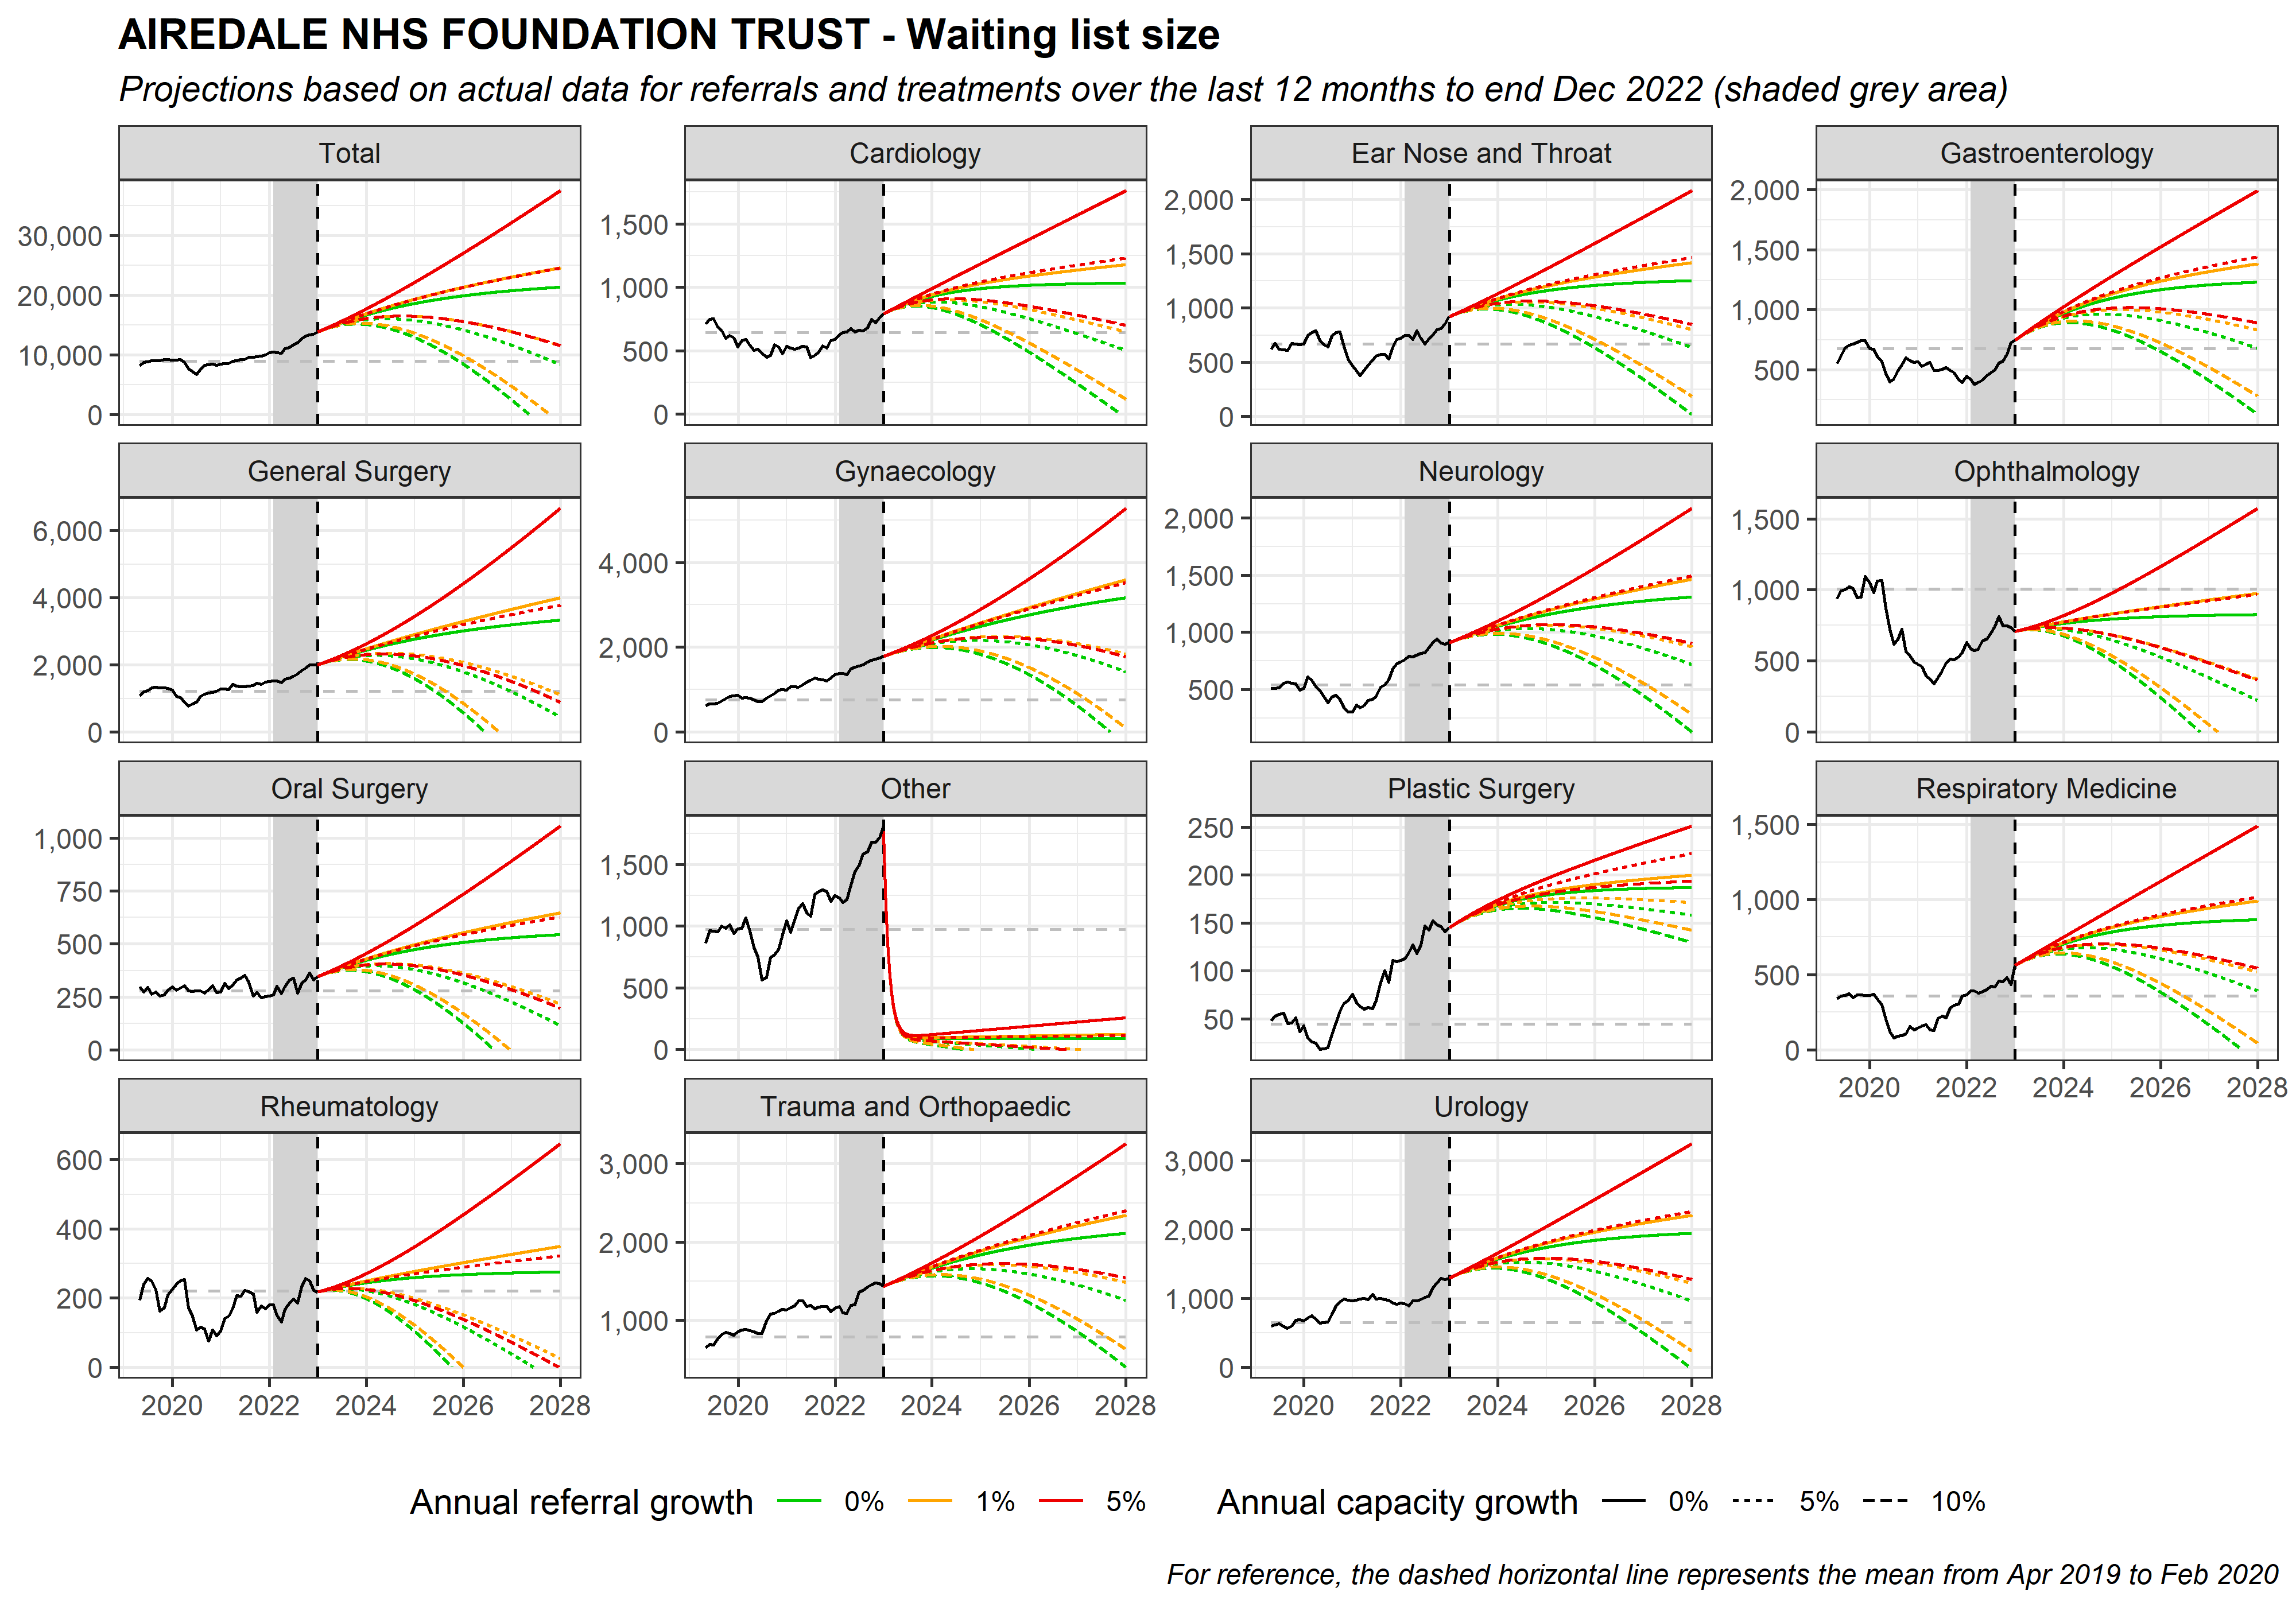 AIREDALE NHS FOUNDATION TRUST - Waiting list size
Projections based on actual data for referrals and treatments over the last 12 months to end Dec 2022 (shaded grey area)
Total
Cardiology
Ear Nose and Throat
Gastroenterology
30,000
20,000
10,000
0
1,500
1,000
500
0
2,000
1,500
1,000
500
0
2,000
1,500
1,000
500
General Surgery
Gynaecology
Neurology
Ophthalmology
6,000
4,000
2,000
0
4,000
2,000
0
2,000
1,500
1,000
500
1,500
1,000
500
0
Oral Surgery
Other
Plastic Surgery
Respiratory Medicine
1,000
750
500
250
0
1,500
1,000
500
0
250
200
150
100
50
1,500
1,000
500
0
2020 2022 2024 2026 2028
Rheumatology
Trauma and Orthopaedic
Urology
600
400
200
0
3,000
2,000
1,000
3,000
2,000
1,000
0
2020 2022 2024 2026 2028
2020 2022 2024 2026 2028
2020 2022 2024 2026 2028
Annual referral growth 0% 1% 5%
Annual capacity growth 0% 5% 10%
For reference, the dashed horizontal line represents the mean from Apr 2019 to Feb 2020